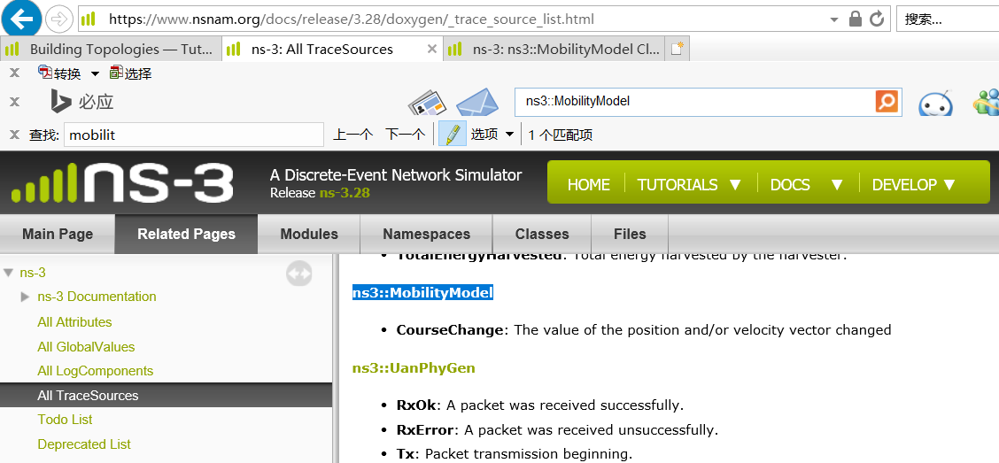 https://www.nsnam.org/docs/release/3.28/doxygen/_trace_source_list.html
搜索...
Building Topologies — Tut...
ns-3: All TraceSources
ns-3: ns3::MobilityModel Cl...
x 转换 选择
x 必应 ns3::MobilityModel
x 查找: mobilit 上一个 下一个 选项 1 个匹配项
ns-3
A Discrete-Event Network Simulator
Release ns-3.28
HOME TUTORIALS ▼ DOCS ▼ DEVELOP ▼
Main Page Related Pages Modules Namespaces Classes Files
ns-3
ns-3 Documentation
All Attributes
All GlobalValues
All LogComponents
All TraceSources
Todo List
Deprecated List
• TotalEnergyHarvested: Total energy harvested by the harvester.
ns3::MobilityModel
• CourseChange: The value of the position and/or velocity vector changed
ns3::UanPhyGen
• RxOk: A packet was received successfully.
• RxError: A packet was received unsuccessfully.
• Tx: Packet transmission beginning.